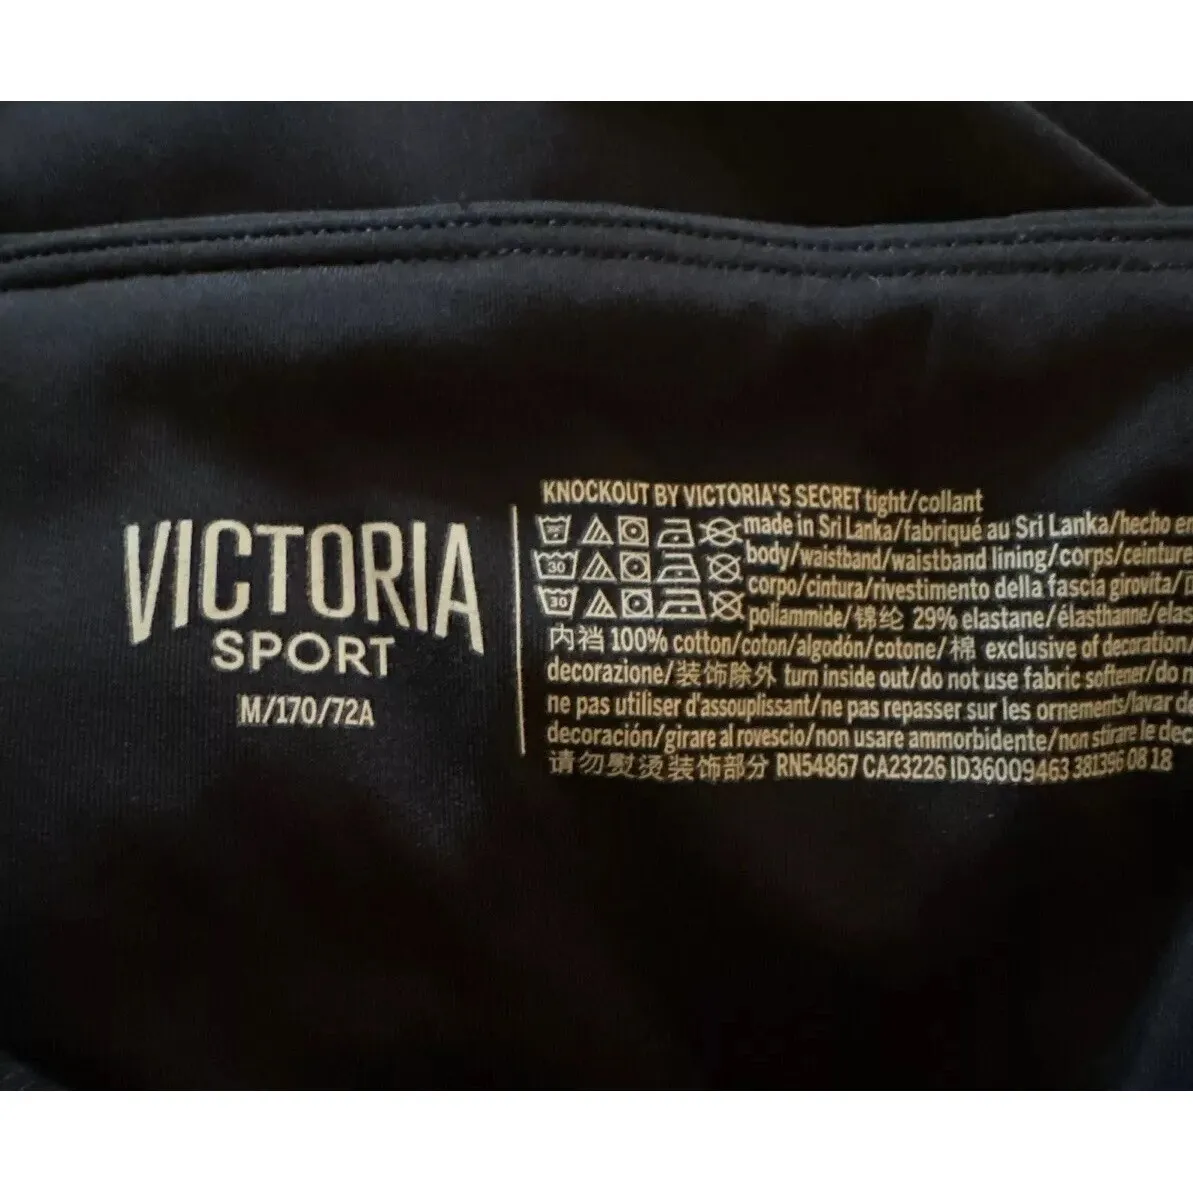 VICTORIA
SPORT
M/170/72A
KNOCKOUT BY VICTORIA'S SECRET tight/collant
made in Sri Lanka/fabriqué au Sri Lanka/hecho en
30 body/waistband/waistband lining/corps/ceinture
corpo/cintura/rivestimento della fascia girovita/
30 poliammide/锦纶 29% elastane/élasthanne/elas
内裆 100% cotton/coton/algodón/cotone/棉 exclusive of decoration/
decorazione/装饰除外 turn inside out/do not use fabric softener/do n
ne pas utiliser d'assouplissant/ne pas repasser sur les ornements/lavar de
decoración/girare al rovescio/non usare ammorbidente/non stirare le dec
请勿熨烫装饰部分 RN54867 CA23226 ID36009463 381396 08 18